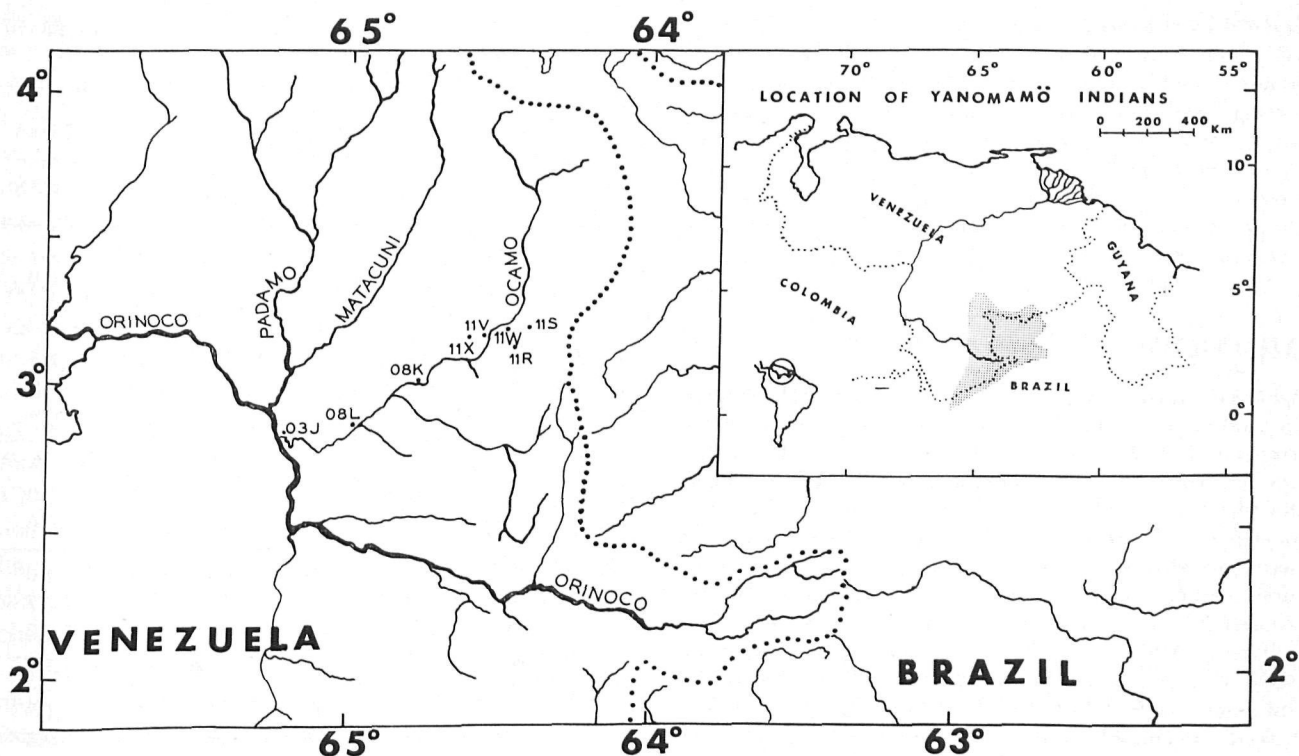 65° 64°
4°
3°
2°
70° 65° 60° 55°
LOCATION OF YANOMAMÖ INDIANS
0 200 400 Km
10°
VENEZUELA
GUYANA
5°
COLOMBIA
BRAZIL
0°
PADAMO
MATACUNI
OCAMO
ORINOCO
11V 11W 11S
11X 11R
08K
08L
03J
ORINOCO
VENEZUELA
BRAZIL
2°
65° 64° 63°